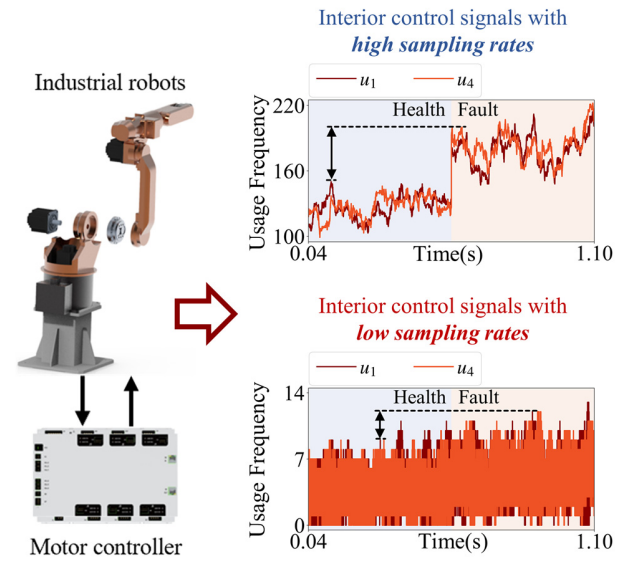 Industrial robots
Motor controller
Interior control signals with
high sampling rates
u1 u4
Usage Frequency
220
160
100
Health Fault
0.04 Time(s) 1.10
Interior control signals with
low sampling rates
u1 u4
Usage Frequency
14
7
0
Health Fault
0.04 Time(s) 1.10